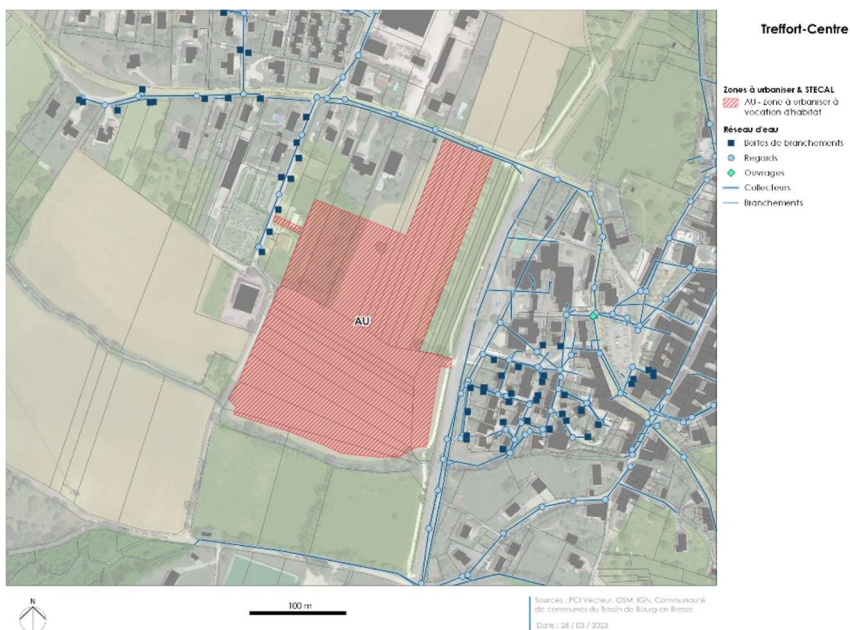 Treffort-Centre
Zones à urbaniser & STECAL
AU - Zone à urbaniser à
vocation d'habitat
Réseau d'eau
Boites de branchements
Regards
Ouvrages
Collecteurs
Branchements
AU
N
100 m
Sources : PCI Vecteur, OSM, IGN, Communauté
de communes du Bassin de Bourg-en-Bresse
Date : 28 / 03 / 2023